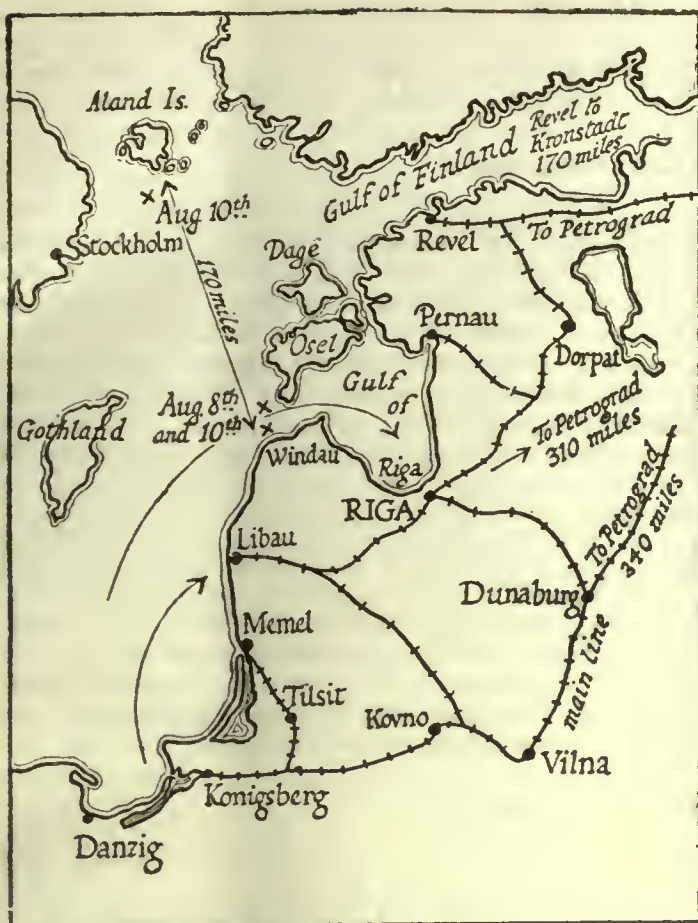 Aland Is.
Aug 10th
Stockholm
170 miles
Gulf of Finland
Revel to
Kronstadt
170 miles
Revel
To Petrograd
Dagë
Osel
Pernau
Dorpat
Gulf
of
Riga
Gothland
Aug 8th
and 10th
Windau
To Petrograd
310 miles
RIGA
To Petrograd
340 miles
Libau
Dunaburg
main line
Memel
Tilsit
Kovno
Vilna
Konigsberg
Danzig